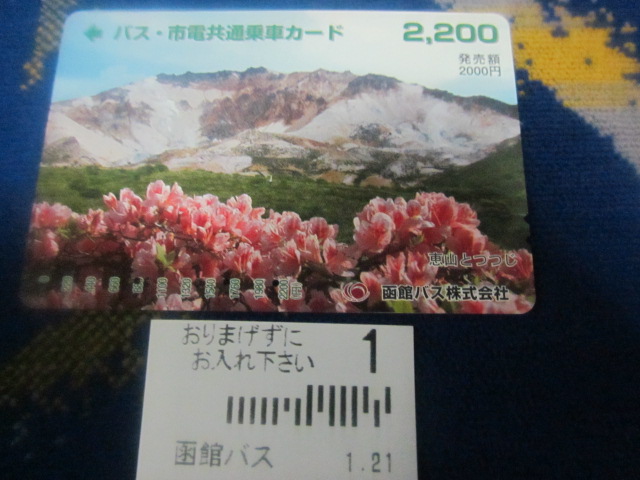 バス・市電共通乗車カード
2,200
発売額
2000円
恵山とつつじ
函館バス株式会社
おりまげずに
お入れ下さい
1
函館バス
1.21